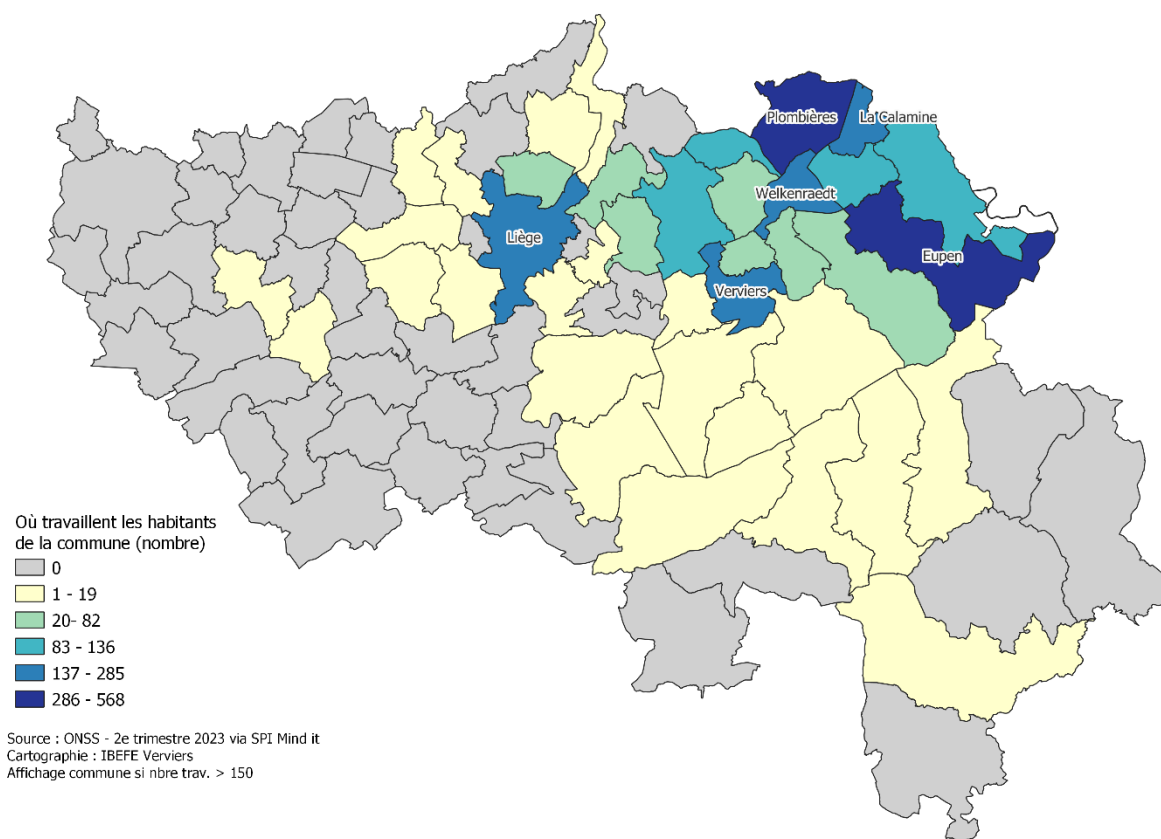 Plombières
La Calamine
Welkenraedt
Liège
Eupen
Verviers
Où travaillent les habitants
de la commune (nombre)
0
1 - 19
20- 82
83 - 136
137 - 285
286 - 568
Source : ONSS - 2e trimestre 2023 via SPI Mind it
Cartographie : IBEFE Verviers
Affichage commune si nbre trav. > 150